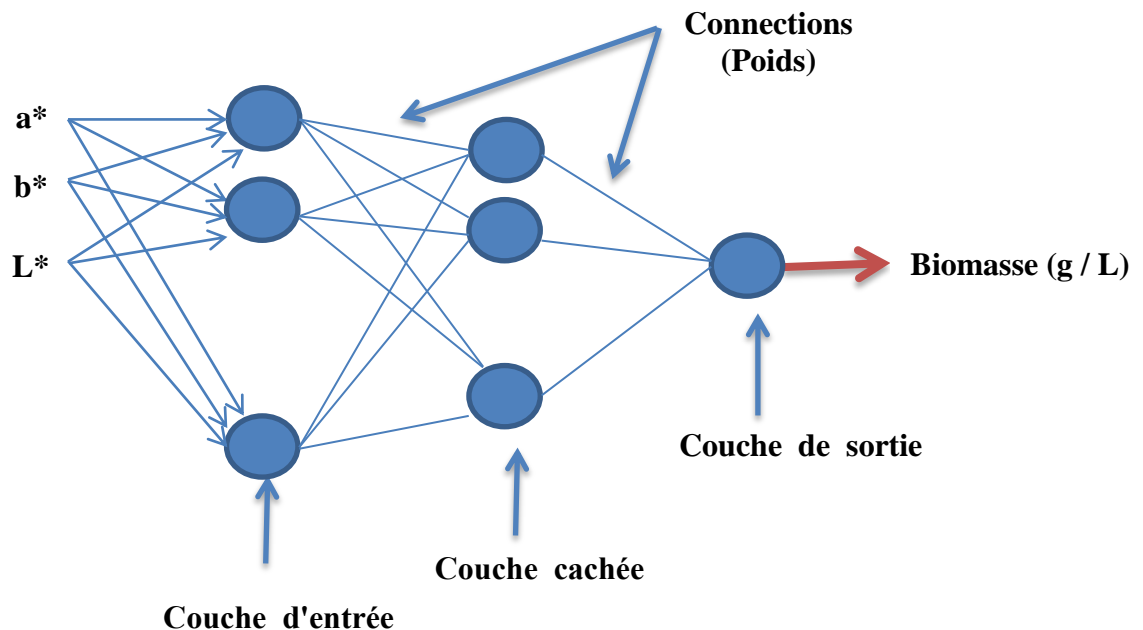 Connections
(Poids)
a*
b*
L*
Biomasse (g / L)
Couche de sortie
Couche cachée
Couche d'entrée